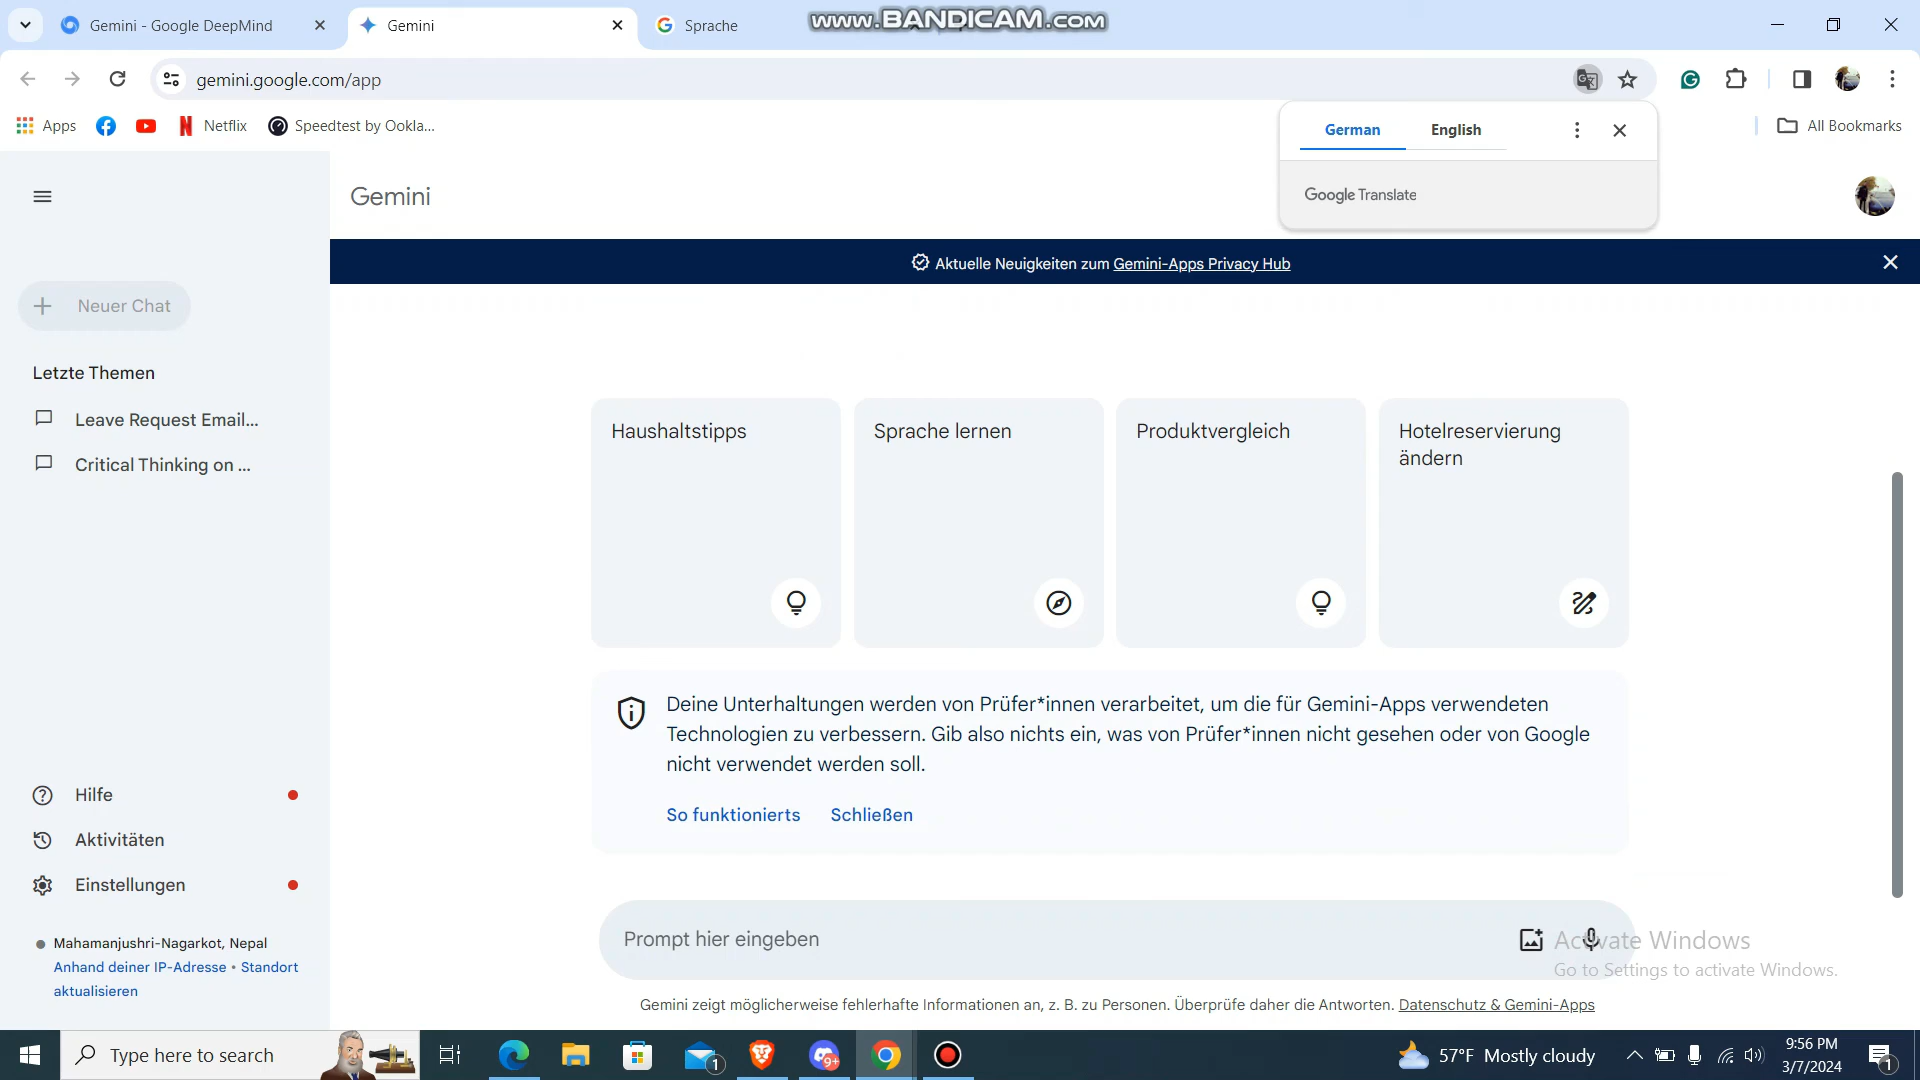 Gemini - Google DeepMind
Gemini
Sprache
www.BANDICAM.com
gemini.google.com/app
Apps
Netflix
Speedtest by Ookla...
All Bookmarks
German
English
Google Translate
Gemini
Aktuelle Neuigkeiten zum Gemini-Apps Privacy Hub
Neuer Chat
Letzte Themen
Leave Request Email...
Critical Thinking on ...
Haushaltstipps
Sprache lernen
Produktvergleich
Hotelreservierung
ändern
Deine Unterhaltungen werden von Prüfer*innen verarbeitet, um die für Gemini-Apps verwendeten
Technologien zu verbessern. Gib also nichts ein, was von Prüfer*innen nicht gesehen oder von Google
nicht verwendet werden soll.
So funktionierts Schließen
Hilfe
Aktivitäten
Einstellungen
Mahamanjushri-Nagarkot, Nepal
Anhand deiner IP-Adresse • Standort
aktualisieren
Prompt hier eingeben
Activate Windows
Go to Settings to activate Windows.
Gemini zeigt möglicherweise fehlerhafte Informationen an, z. B. zu Personen. Überprüfe daher die Antworten. Datenschutz & Gemini-Apps
Type here to search
1
9+
57°F Mostly cloudy
9:56 PM
3/7/2024
1